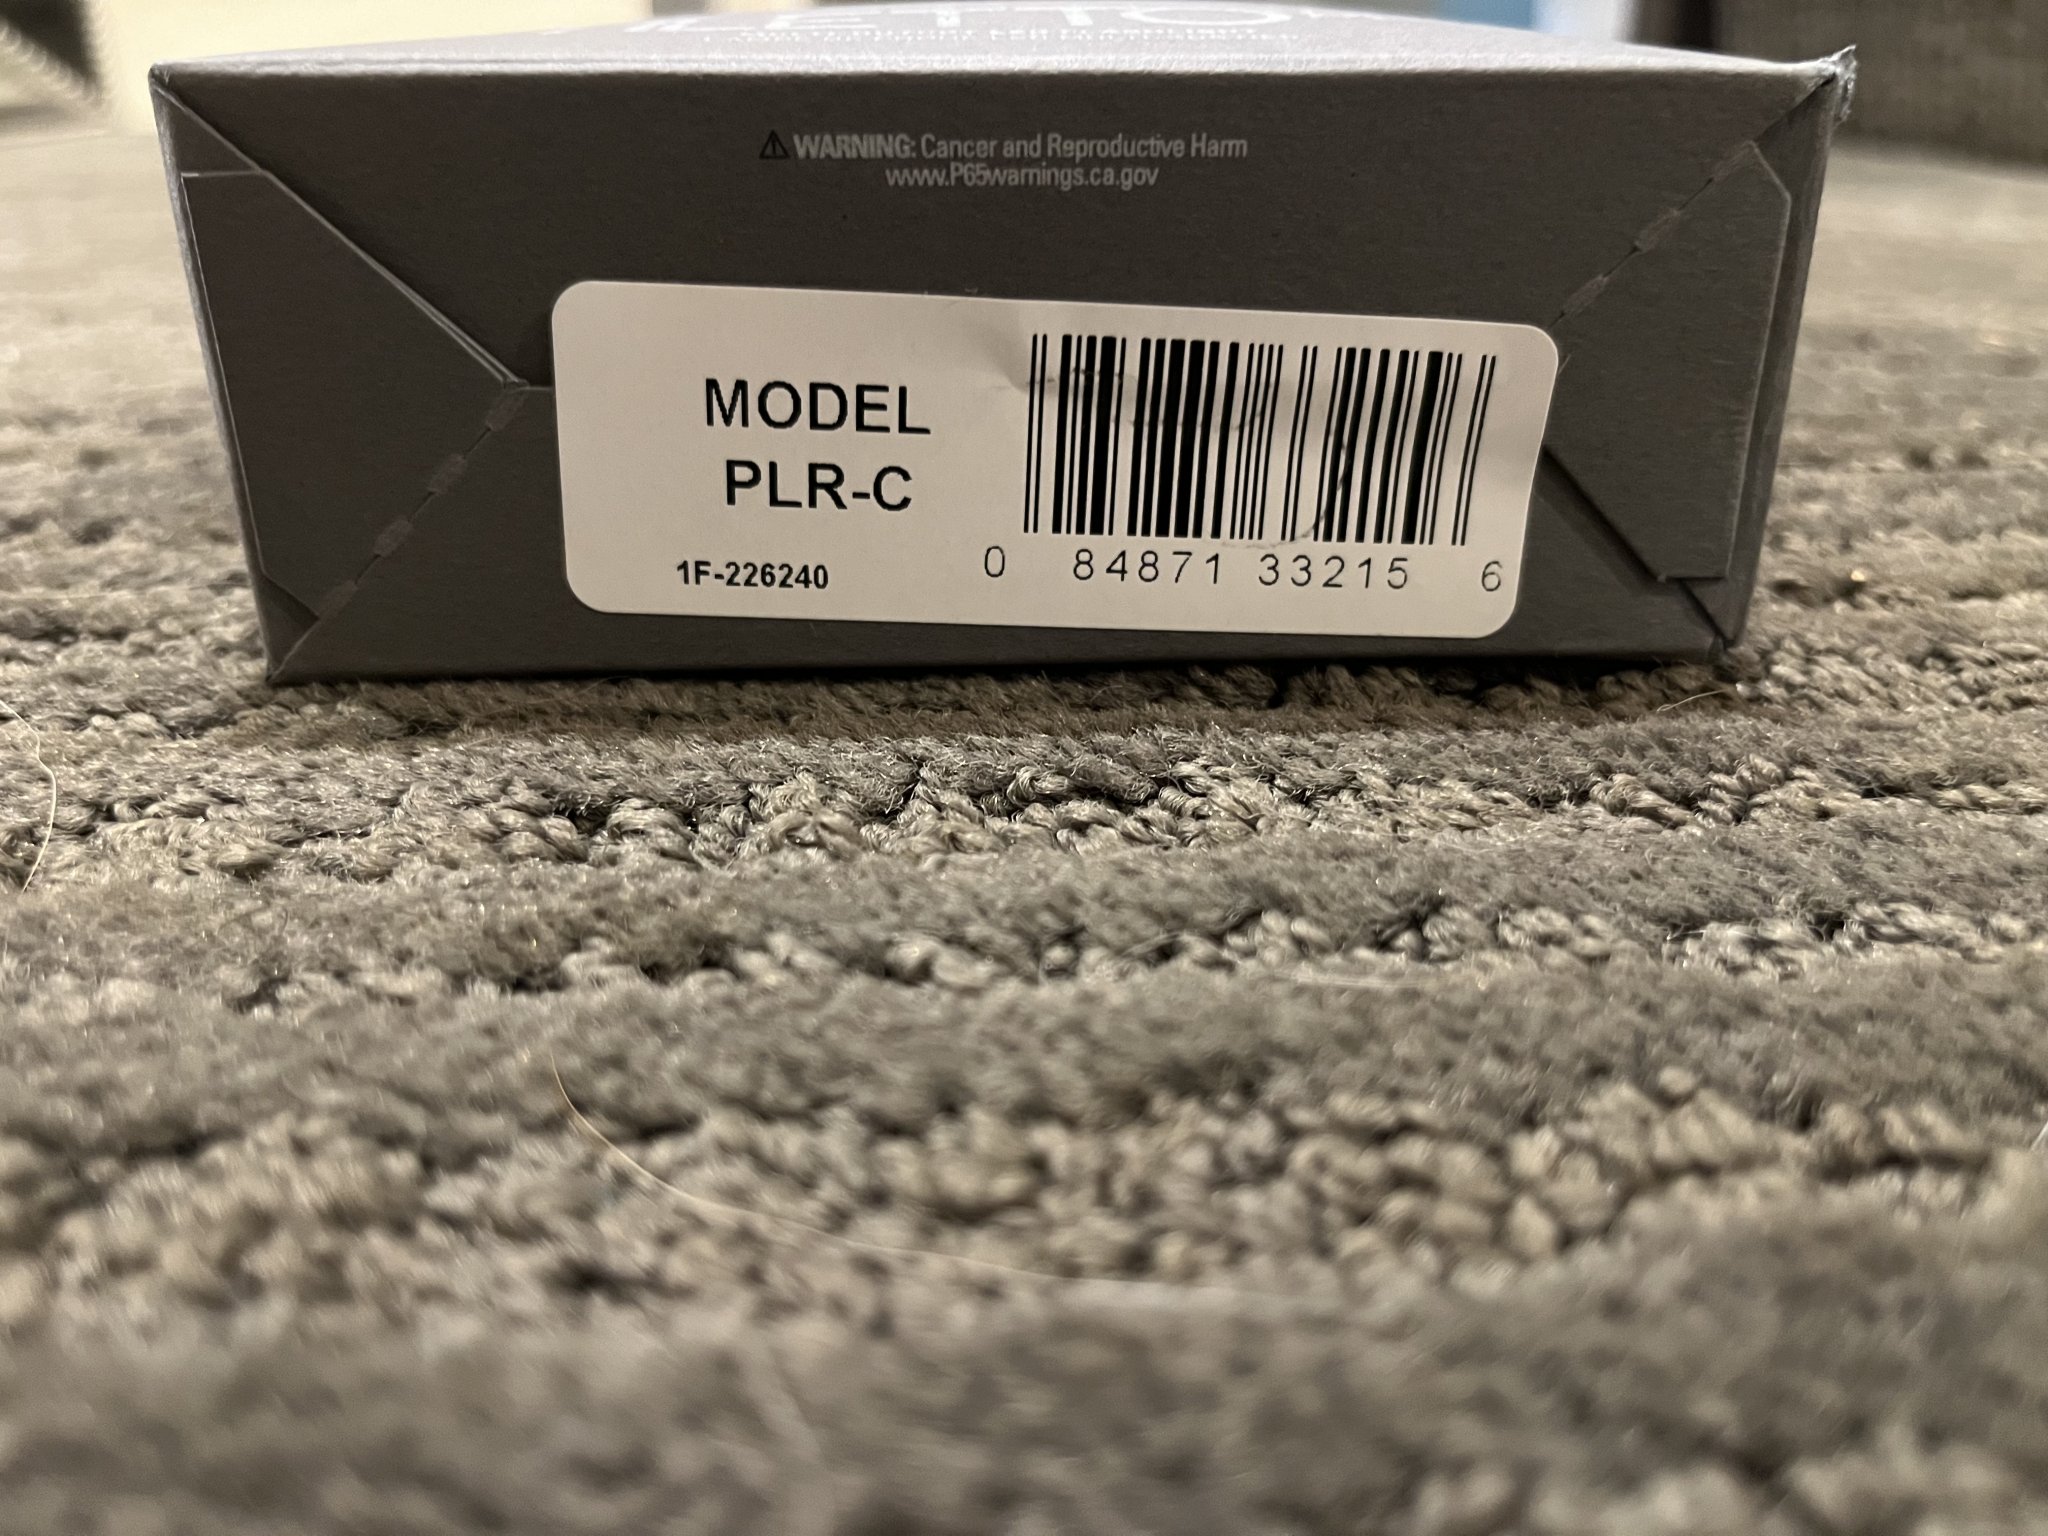 WARNING: Cancer and Reproductive Harm
www.P65warnings.ca.gov
MODEL
PLR-C
1F-226240
0 84871 33215 6